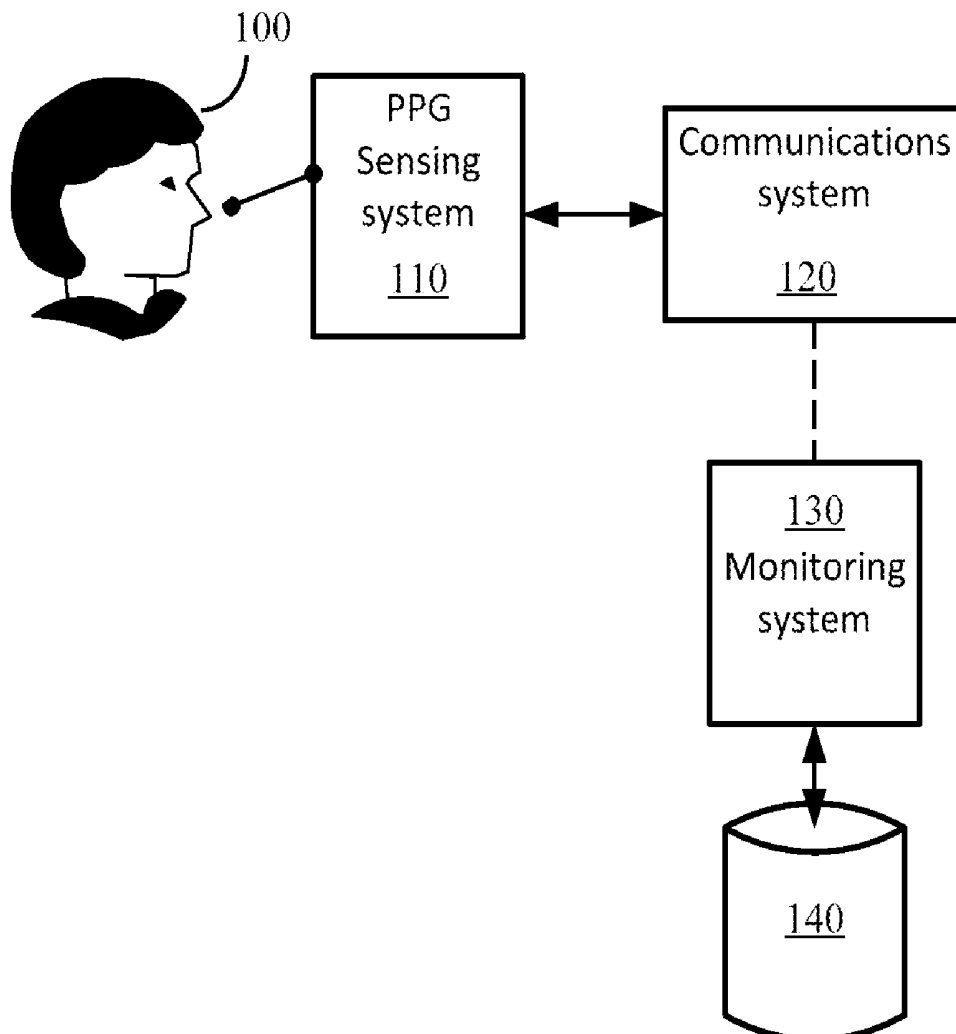 100
PPG
Sensing
system
110
Communications
system
120
130
Monitoring
system
140